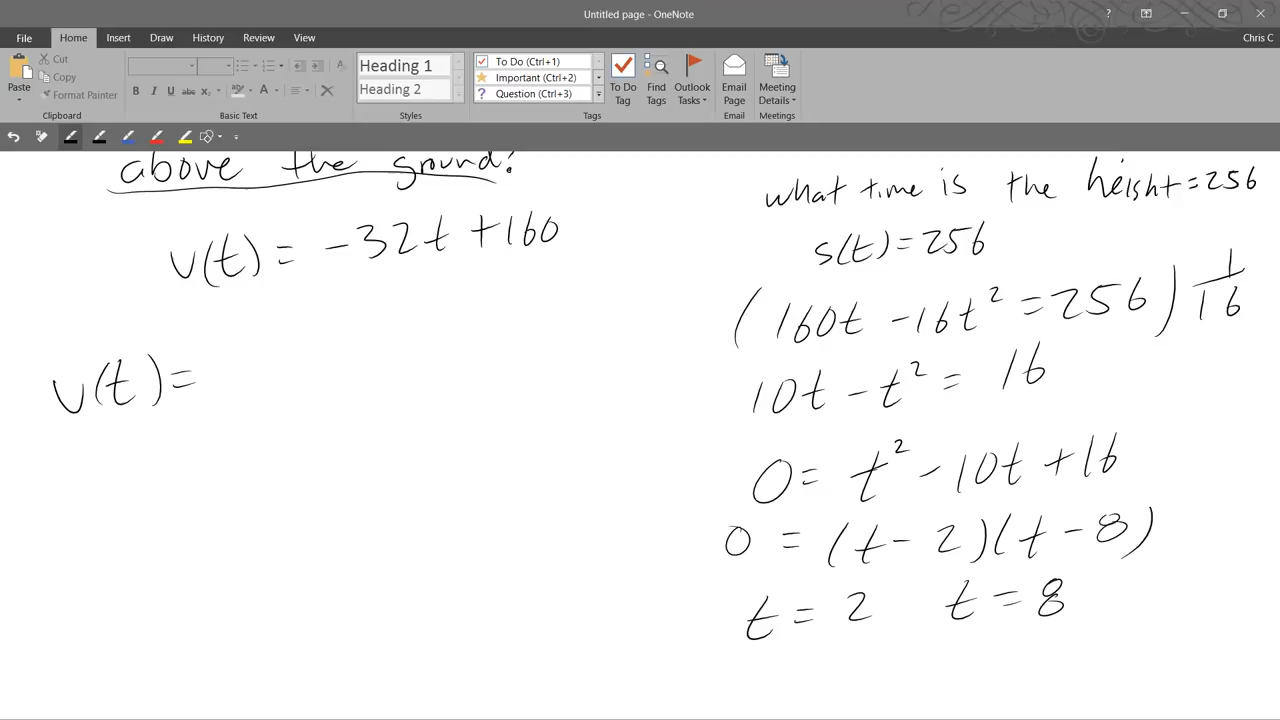 Untitled page - OneNote
File Home Insert Draw History Review View
Chris C
Paste
Cut
Copy
Format Painter
Clipboard
B I U abc x₂ A
Basic Text
Heading 1
Heading 2
Styles
To Do (Ctrl+1)
Important (Ctrl+2)
Question (Ctrl+3)
To Do Tag
Find Tags
Outlook Tasks
Tags
Email Page
Email
Meeting Details
Meetings
above the ground?
v(t) = -32t + 160
v(t) =
what time is the height = 256
s(t) = 256
(160t - 16t² = 256) 1/16
10t - t² = 16
0 = t² - 10t + 16
0 = (t - 2)(t - 8)
t = 2 t = 8